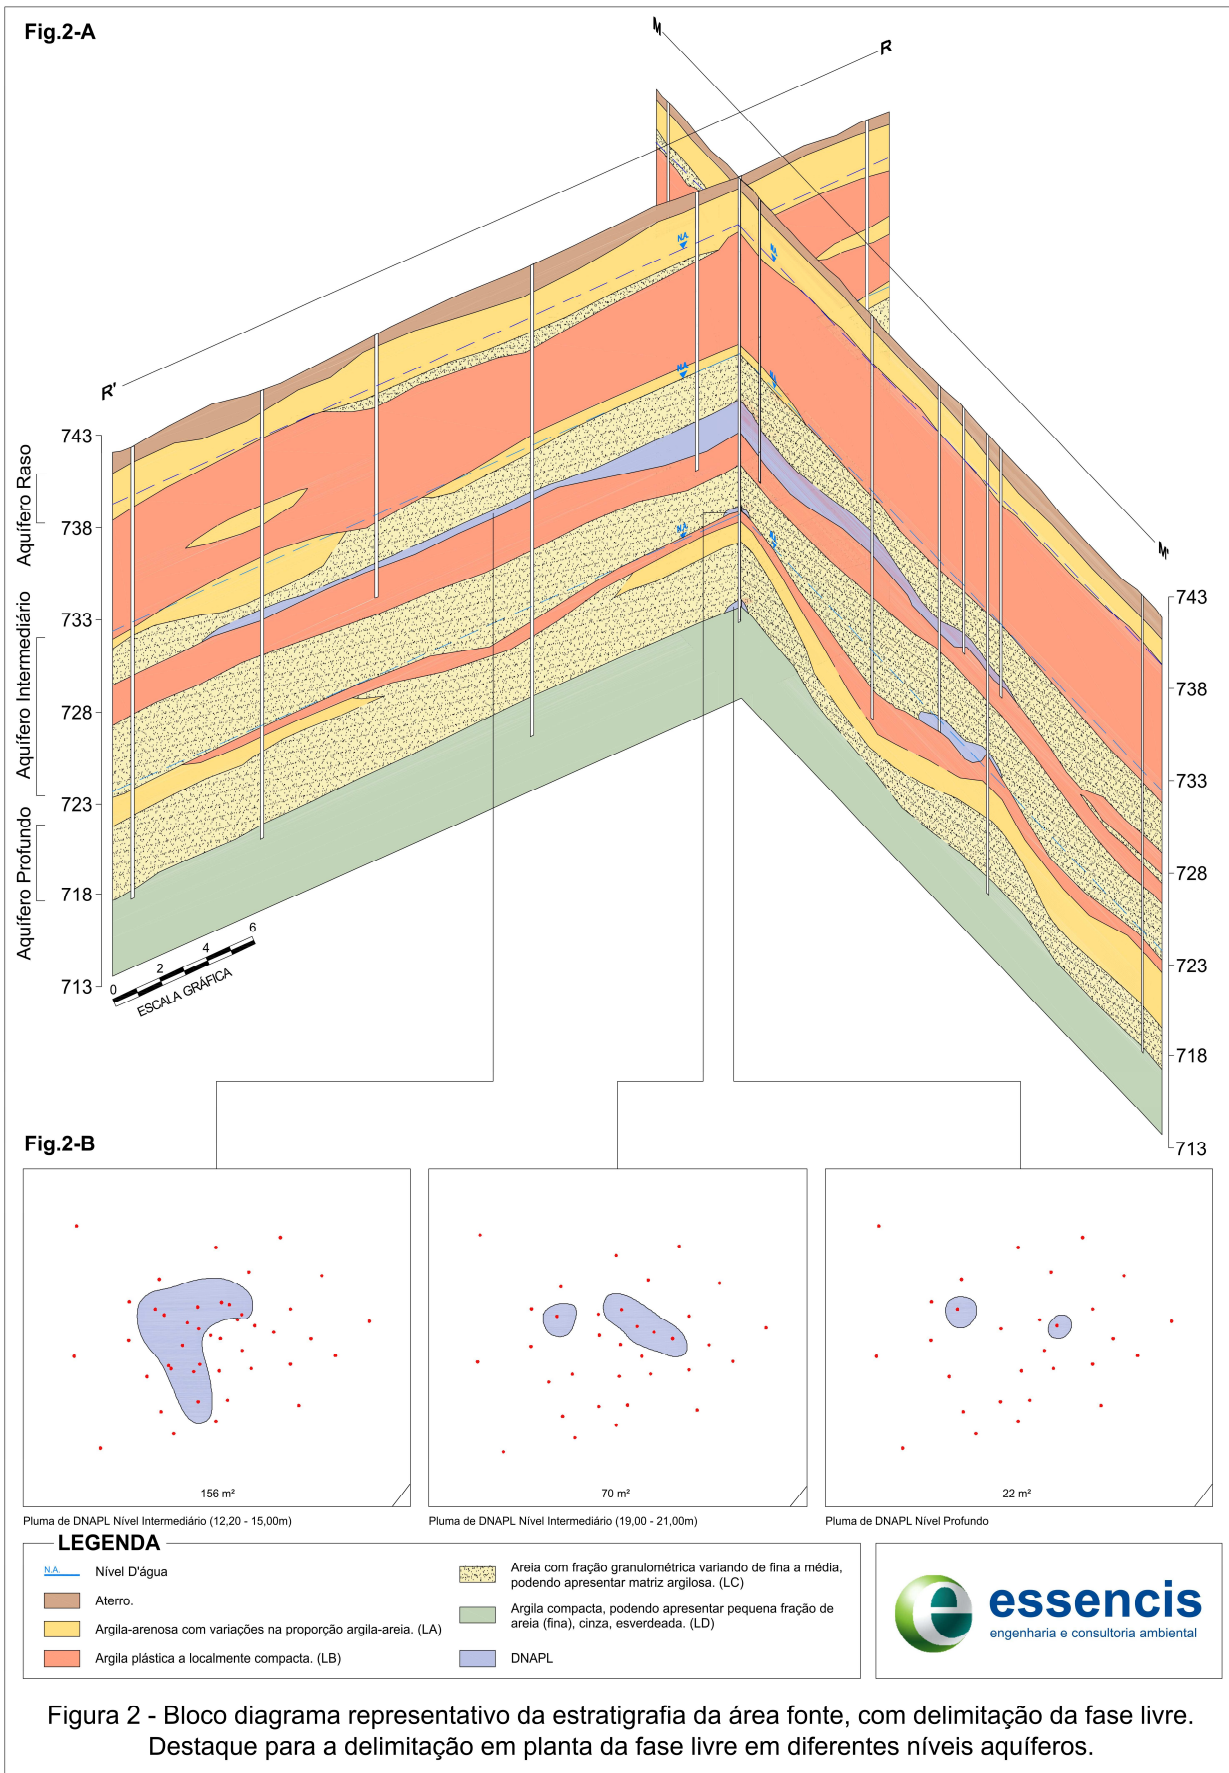 Fig.2-A
M
R
R'
M'
N.A.
N.A.
N.A.
N.A.
N.A.
N.A.
Aquífero Raso
Aquífero Intermediário
Aquífero Profundo
743
738
733
728
723
718
713
743
738
733
728
723
718
713
0 2 4 6
ESCALA GRÁFICA
Fig.2-B
156 m²
70 m²
22 m²
Pluma de DNAPL Nível Intermediário (12,20 - 15,00m)
Pluma de DNAPL Nível Intermediário (19,00 - 21,00m)
Pluma de DNAPL Nível Profundo
LEGENDA
N.A. Nível D'água
Aterro.
Argila-arenosa com variações na proporção argila-areia. (LA)
Argila plástica a localmente compacta. (LB)
Areia com fração granulométrica variando de fina a média,
podendo apresentar matriz argilosa. (LC)
Argila compacta, podendo apresentar pequena fração de
areia (fina), cinza, esverdeada. (LD)
DNAPL
e essencis
engenharia e consultoria ambiental
Figura 2 - Bloco diagrama representativo da estratigrafia da área fonte, com delimitação da fase livre.
Destaque para a delimitação em planta da fase livre em diferentes níveis aquíferos.